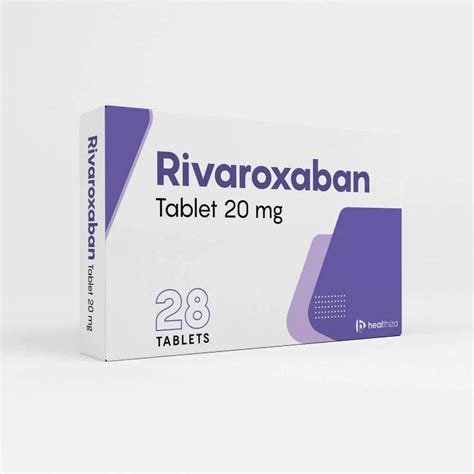 Rivaroxaban
Tablet 20 mg
Rivaroxaban
Tablet 20 mg
28
TABLETS
healthiza